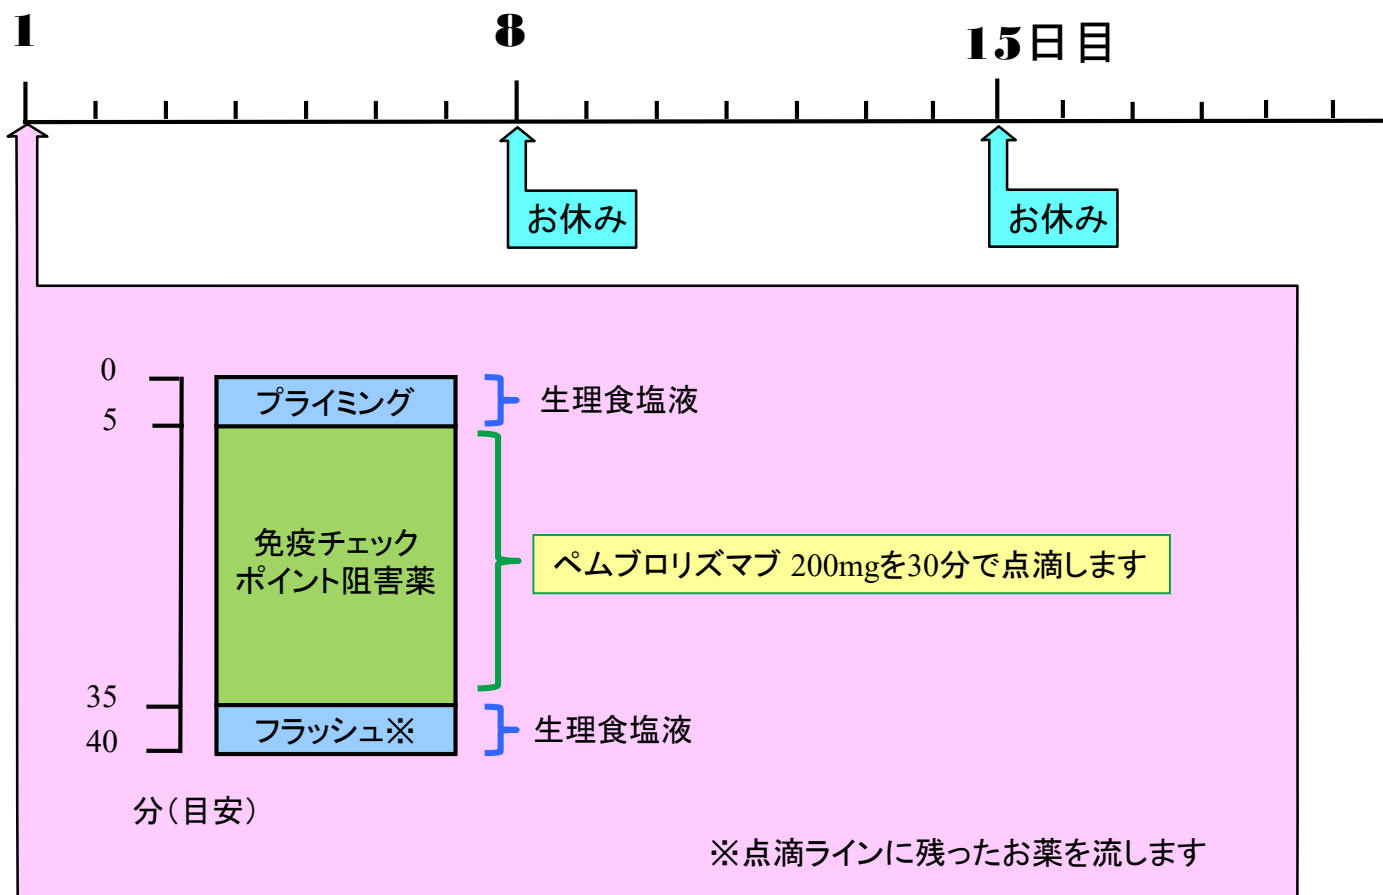 1
8
15日目
お休み
お休み
0
プライミング
生理食塩液
5
免疫チェック
ポイント阻害薬
ペムブロリズマブ 200mgを30分で点滴します
35
フラッシュ※
生理食塩液
40
分(目安)
※点滴ラインに残ったお薬を流します